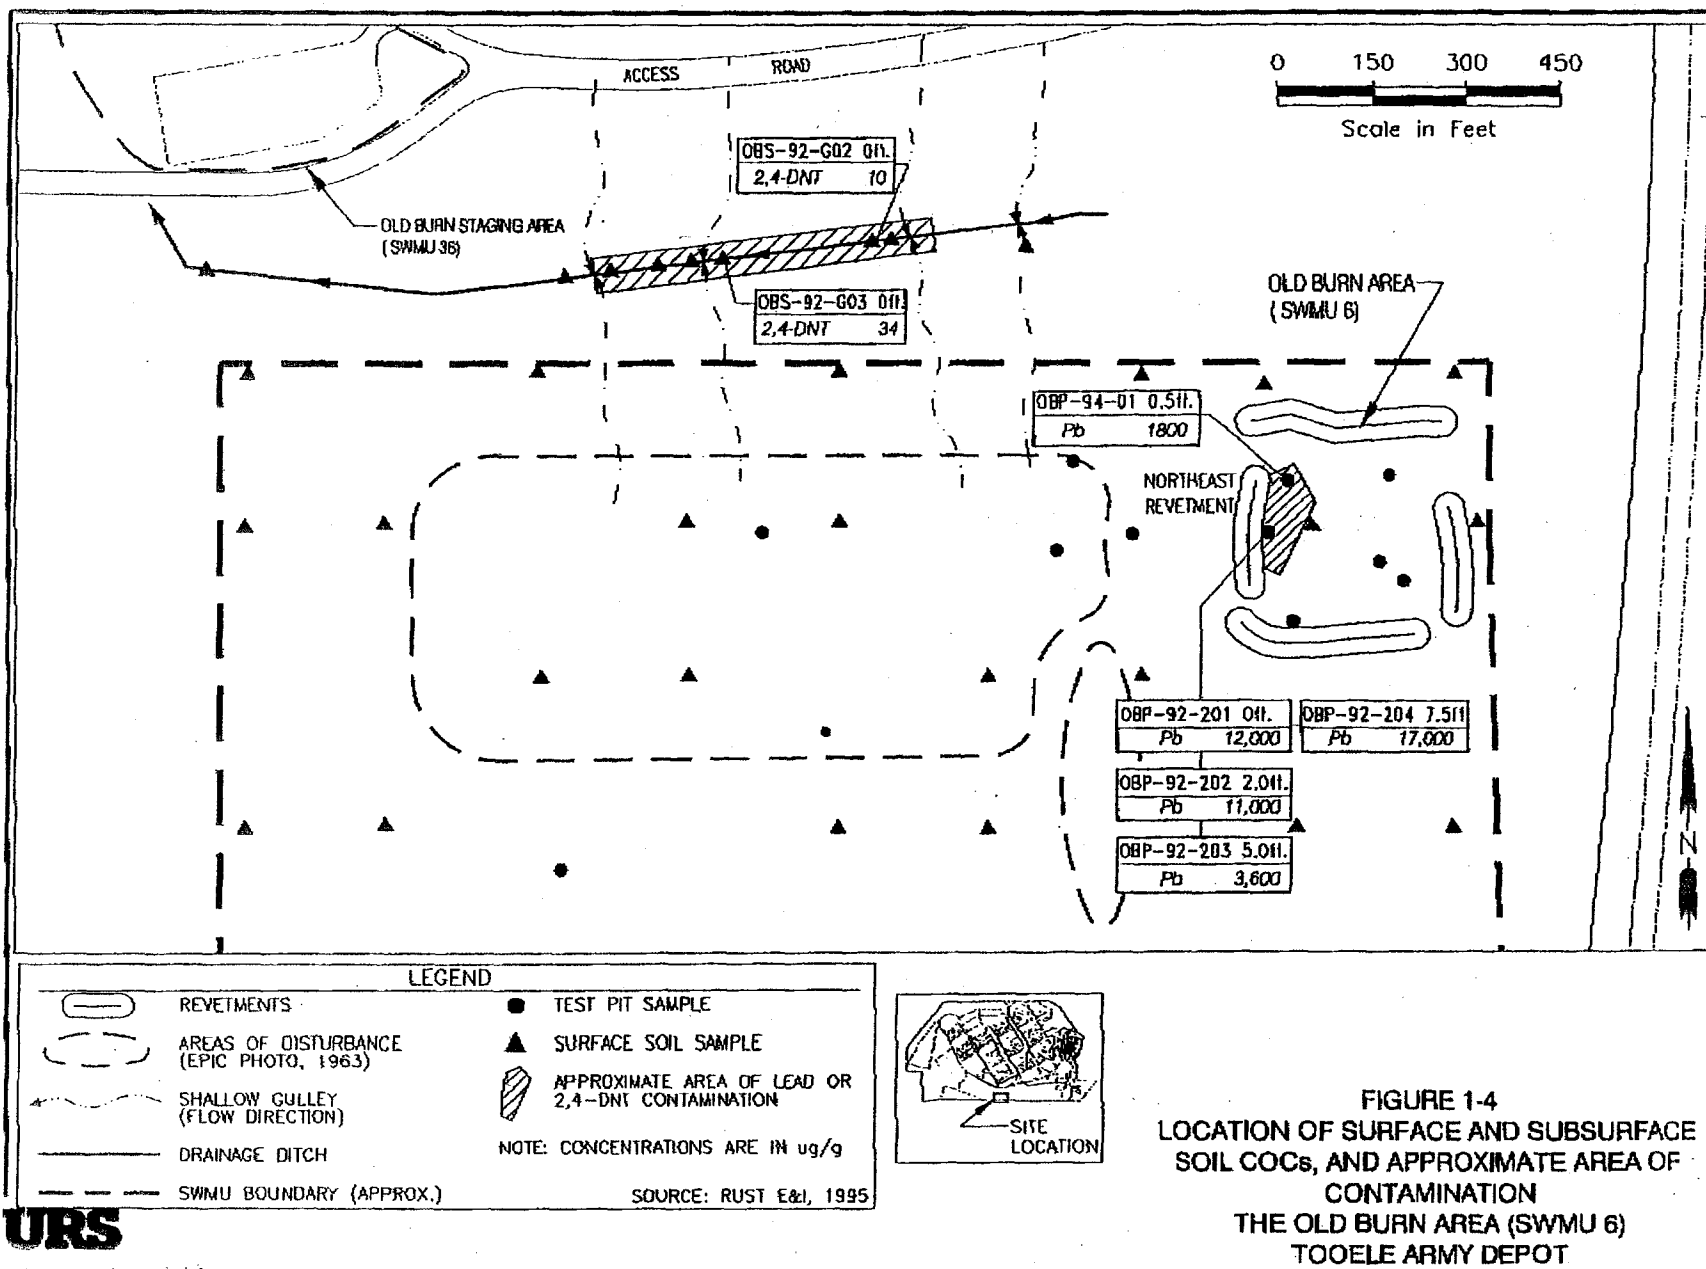 ACCESS ROAD
0 150 300 450
Scale in Feet
OBS-92-G02 0ft.
2,4-DNT 10
OLD BURN STAGING AREA
(SWMU 36)
OBS-92-G03 0ft.
2,4-DNT 34
OLD BURN AREA
(SWMU 6)
OBP-94-01 0.5ft.
Pb 1800
NORTHEAST
REVETMENT
OBP-92-201 0ft.
Pb 12,000
OBP-92-204 7.5ft
Pb 17,000
OBP-92-202 2.0ft.
Pb 11,000
OBP-92-203 5.0ft.
Pb 3,600
N
LEGEND
REVETMENTS
AREAS OF DISTURBANCE
(EPIC PHOTO, 1963)
SHALLOW GULLEY
(FLOW DIRECTION)
DRAINAGE DITCH
SWMU BOUNDARY (APPROX.)
TEST PIT SAMPLE
SURFACE SOIL SAMPLE
APPROXIMATE AREA OF LEAD OR
2,4-DNT CONTAMINATION
NOTE: CONCENTRATIONS ARE IN ug/g
SOURCE: RUST E&I, 1995
SITE
LOCATION
FIGURE 1-4
LOCATION OF SURFACE AND SUBSURFACE
SOIL COCs, AND APPROXIMATE AREA OF
CONTAMINATION
THE OLD BURN AREA (SWMU 6)
TOOELE ARMY DEPOT
URS